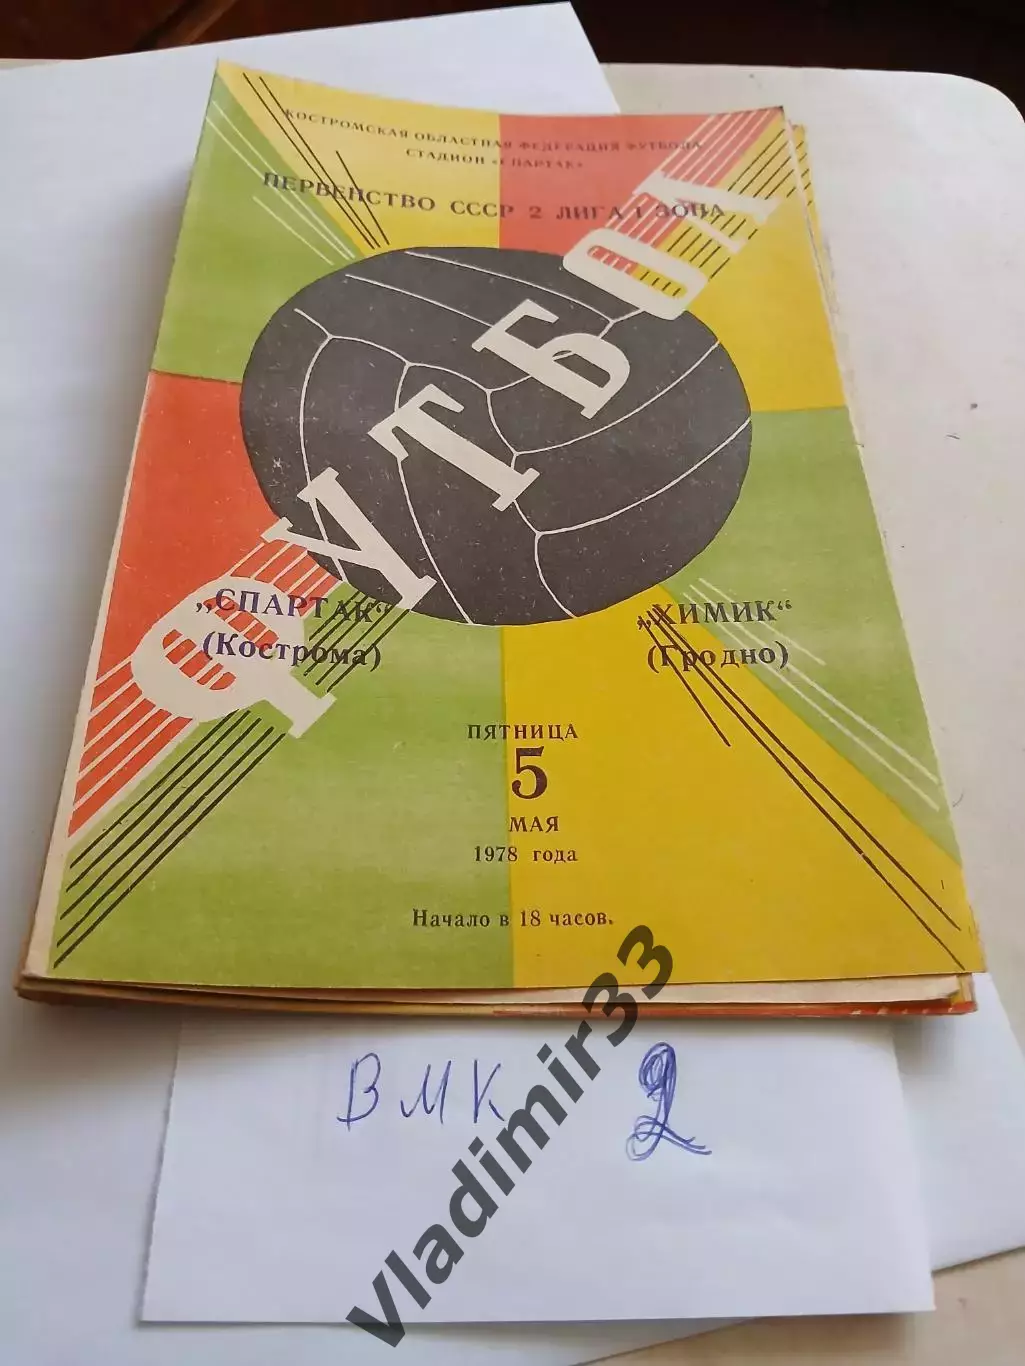 КОСТРОМСКАЯ ОБЛАСТНАЯ ФЕДЕРАЦИЯ ФУТБОЛА
СТАДИОН «СПАРТАК»
ПЕРВЕНСТВО СССР 2 ЛИГА 1 ЗОНА
ФУТБОЛ
„СПАРТАК“
(Кострома)
„ХИМИК“
(Гродно)
ПЯТНИЦА
5
МАЯ
1978 года
Начало в 18 часов.
ВМК 2
Vladimir33